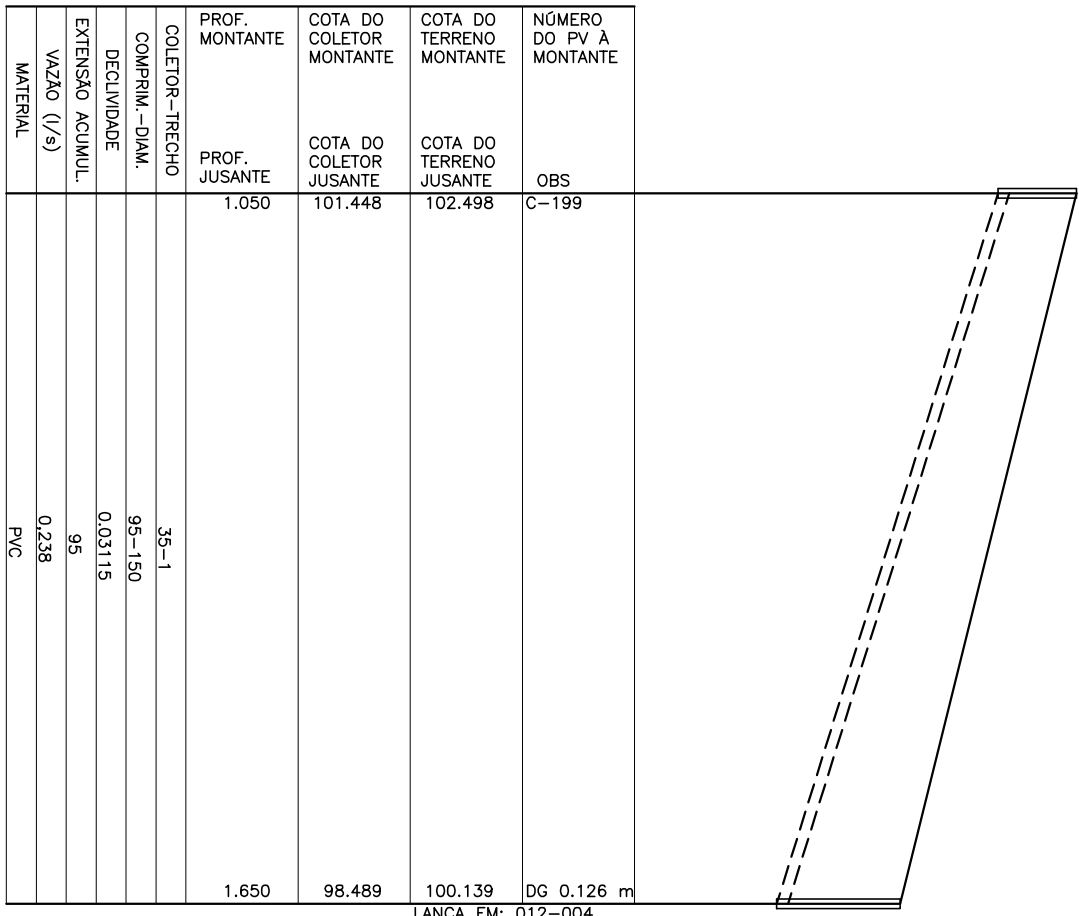 MATERIAL
VAZÃO (l/s)
EXTENSÃO ACUMUL.
DECLIVIDADE
COMPRIM.-DIAM.
COLETOR-TRECHO
PROF.
MONTANTE
COTA DO
COLETOR
MONTANTE
COTA DO
TERRENO
MONTANTE
NÚMERO
DO PV À
MONTANTE
PROF.
JUSANTE
COTA DO
COLETOR
JUSANTE
COTA DO
TERRENO
JUSANTE
OBS
1.050
101.448
102.498
C-199
PVC
0,238
95
0.03115
95-150
35-1
1.650
98.489
100.139
DG 0.126 m
LANCA EM: 012-004